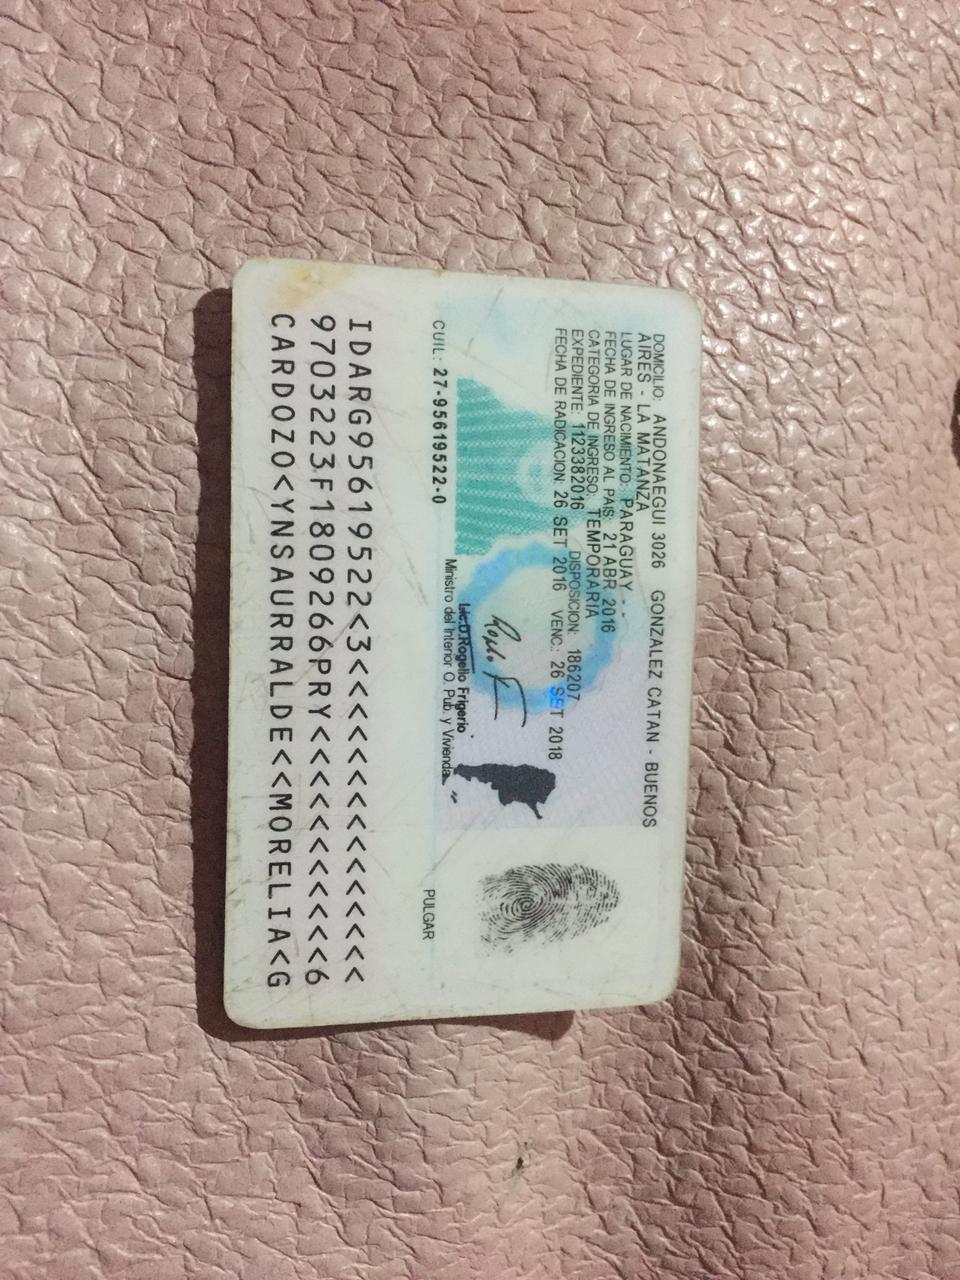 DOMICILIO: ANDONAEGUI 3026 GONZALEZ CATAN - BUENOS
AIRES - LA MATANZA
LUGAR DE NACIMIENTO: PARAGUAY - -
FECHA DE INGRESO AL PAIS: 21 ABR 2016
CATEGORIA DE INGRESO: TEMPORARIA
EXPEDIENTE: 1123382016 DISPOSICION: 186207
FECHA DE RADICACION: 26 SET 2016 VENC.: 26 SET 2018
Lic.D.Rogelio Frigerio
Ministro del Interior O. Pub. y Vivienda
CUIL: 27-95619522-0
PULGAR
IDARG95619522<3<<<<<<<<<<<<<<<
9703223F1809266PRY<<<<<<<<<<<6
CARDOZO<YNSAURRALDE<<MORELIA<G